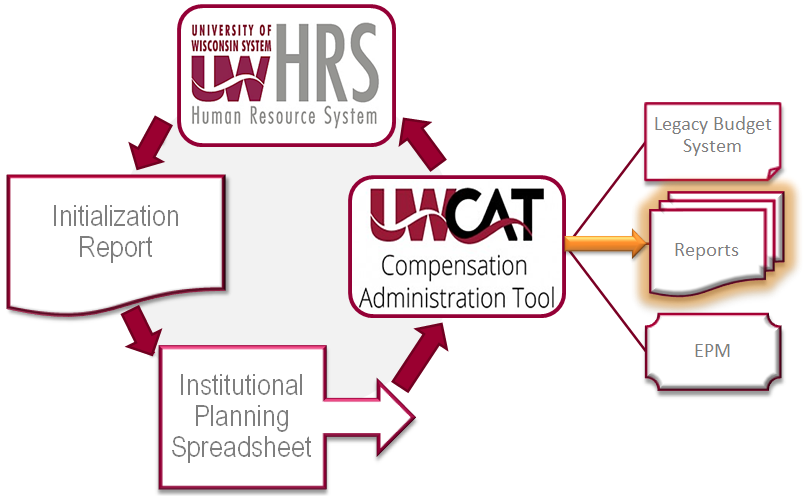 UNIVERSITY OF
WISCONSIN SYSTEM
UW HRS
Human Resource System
Initialization
Report
Institutional
Planning
Spreadsheet
UWCAT
Compensation
Administration Tool
Legacy Budget
System
Reports
EPM